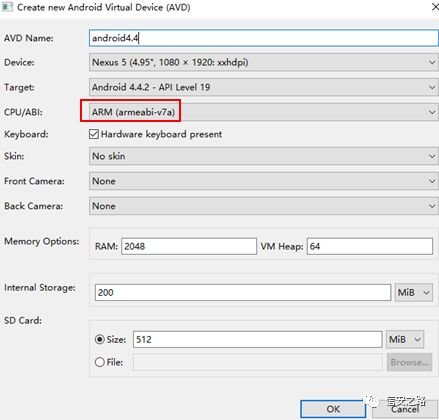 Create new Android Virtual Device (AVD)
AVD Name: android4.4
Device: Nexus 5 (4.95", 1080 × 1920: xxhdpi)
Target: Android 4.4.2 - API Level 19
CPU/ABI: ARM (armeabi-v7a)
Keyboard: Hardware keyboard present
Skin: No skin
Front Camera: None
Back Camera: None
Memory Options: RAM: 2048 VM Heap: 64
Internal Storage: 200 MiB
SD Card:
Size: 512 MiB
File: Browse...
信安之路
OK Cancel